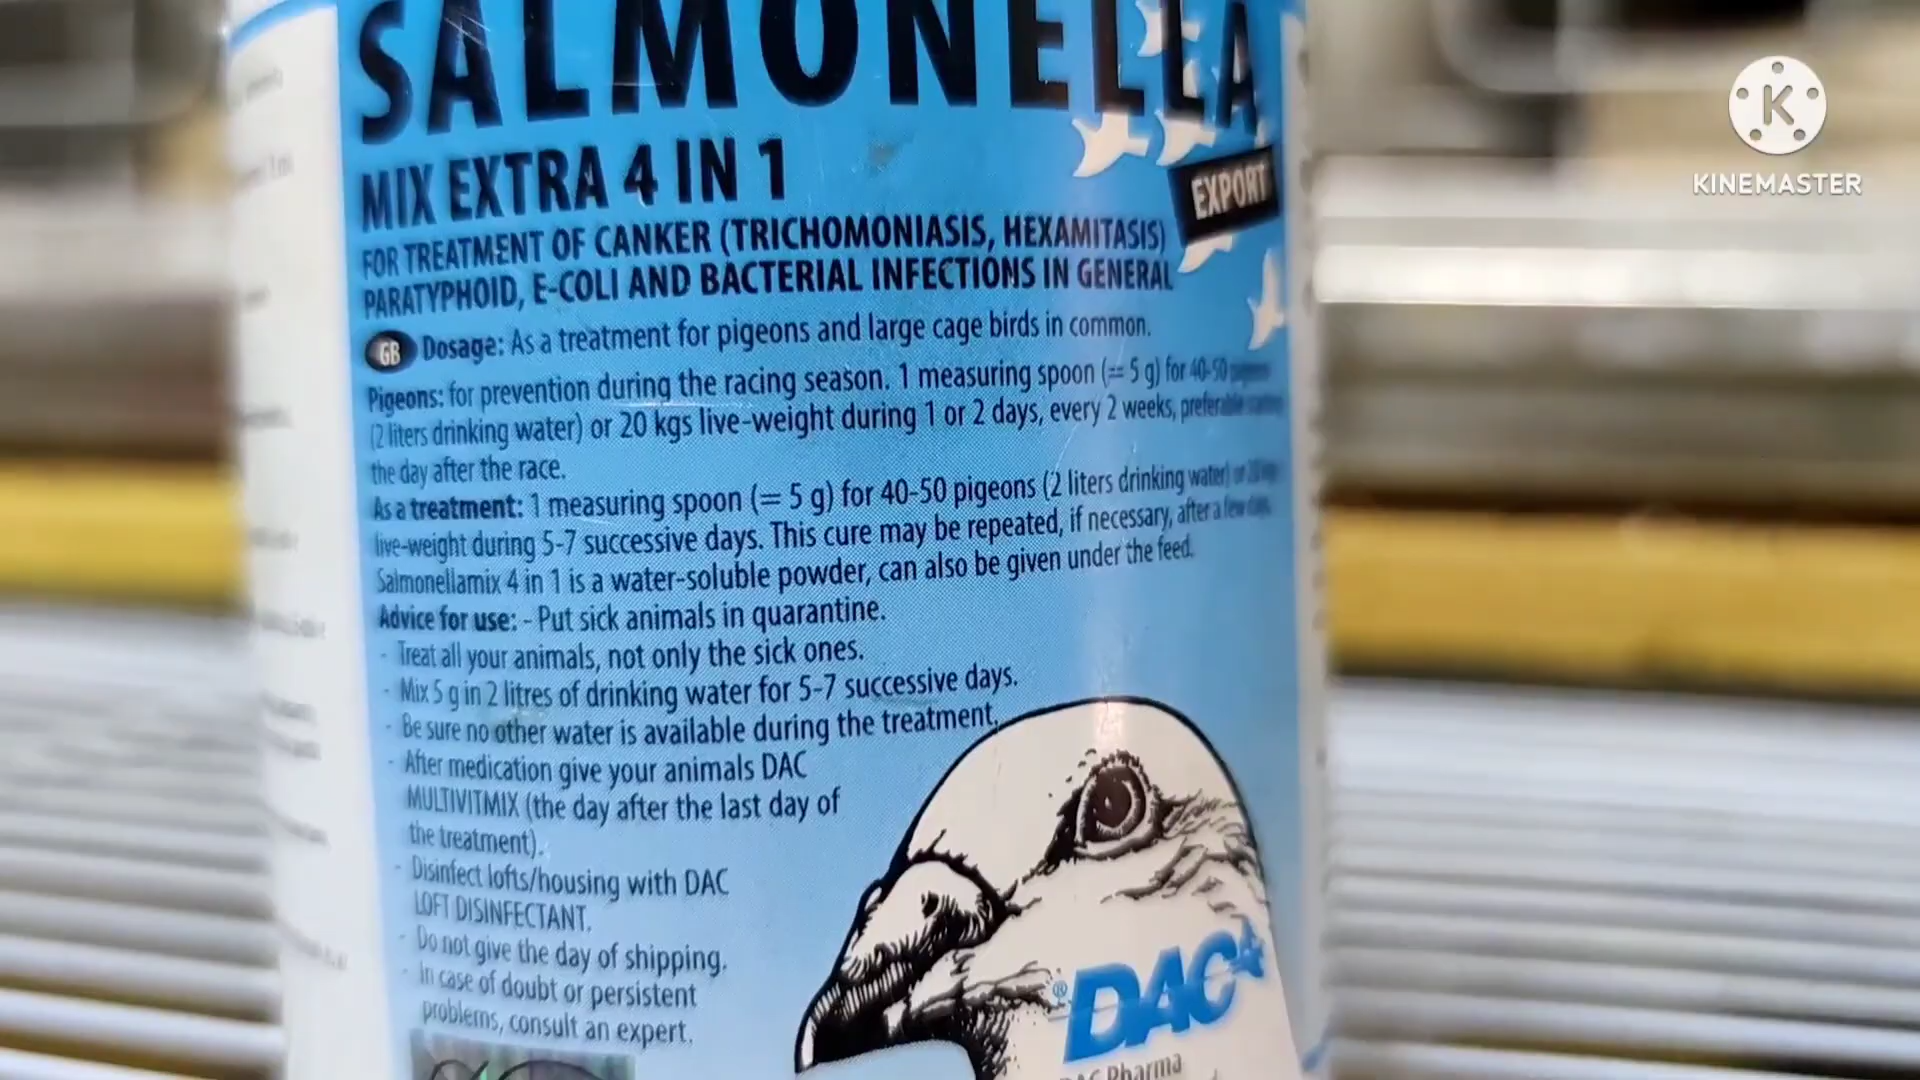 SALMONELLA
MIX EXTRA 4 IN 1
EXPORT
FOR TREATMENT OF CANKER (TRICHOMONIASIS, HEXAMITASIS)
PARATYPHOID, E-COLI AND BACTERIAL INFECTIONS IN GENERAL
GB Dosage: As a treatment for pigeons and large cage birds in common.
Pigeons: for prevention during the racing season. 1 measuring spoon (= 5 g) for 40-50
(2 liters drinking water) or 20 kgs live-weight during 1 or 2 days, every 2 weeks,
the day after the race.
As a treatment: 1 measuring spoon (= 5 g) for 40-50 pigeons (2 liters drinking water) or
live-weight during 5-7 successive days. This cure may be repeated, if necessary, after a few days.
Salmonellamix 4 in 1 is a water-soluble powder, can also be given under the feed.
Advice for use: - Put sick animals in quarantine.
- Treat all your animals, not only the sick ones.
- Mix 5 g in 2 litres of drinking water for 5-7 successive days.
- Be sure no other water is available during the treatment.
- After medication give your animals DAC
MULTIVITMIX (the day after the last day of
the treatment).
- Disinfect lofts/housing with DAC
LOFT DISINFECTANT.
- Do not give the day of shipping.
- In case of doubt or persistent
problems, consult an expert.
® DAC
DAC Pharma
K
KINEMASTER